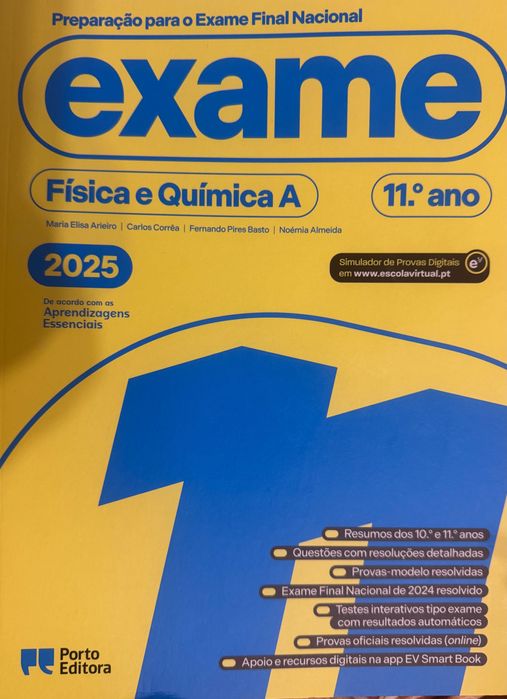 Preparação para o Exame Final Nacional
exame
Física e Química A
11.º ano
Maria Elisa Arieiro | Carlos Corrêa | Fernando Pires Basto | Noémia Almeida
2025
Simulador de Provas Digitais
em www.escolavirtual.pt
De acordo com as
Aprendizagens
Essenciais
11
Resumos dos 10.º e 11.º anos
Questões com resoluções detalhadas
Provas-modelo resolvidas
Exame Final Nacional de 2024 resolvido
Testes interativos tipo exame
com resultados automáticos
Provas oficiais resolvidas (online)
Apoio e recursos digitais na app EV Smart Book
Porto
Editora